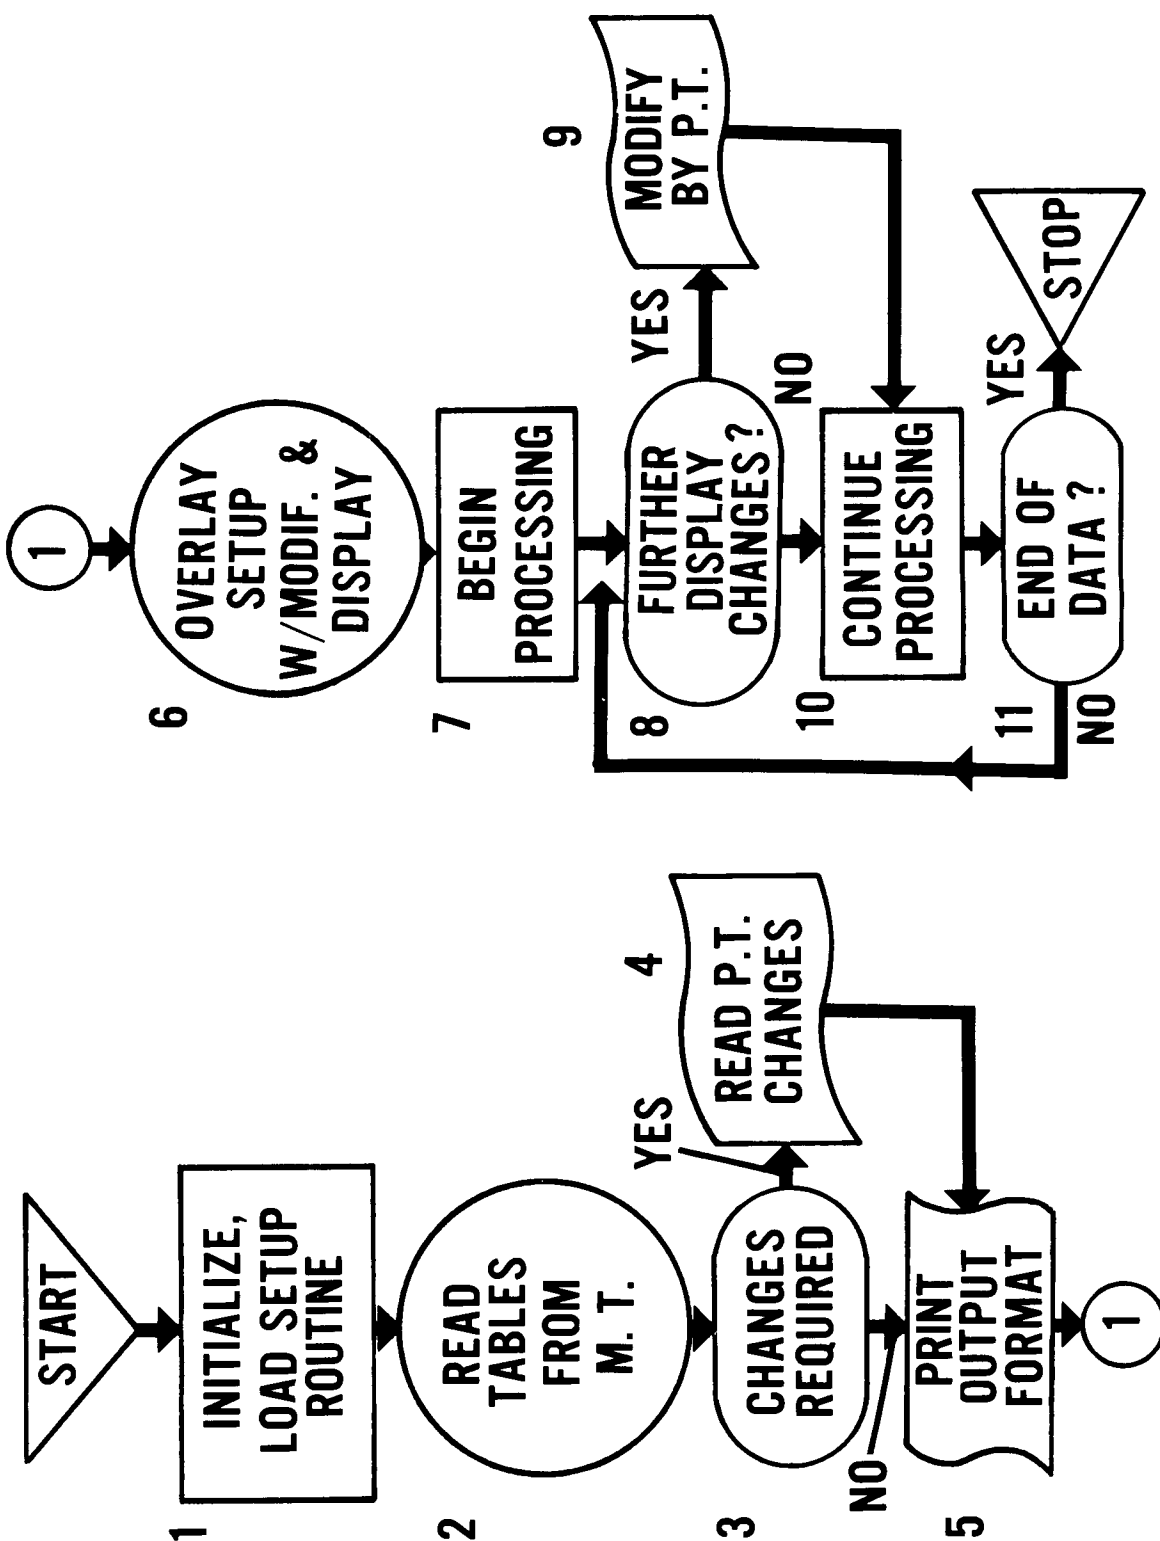 START
1
INITIALIZE,
LOAD SETUP
ROUTINE
2
READ
TABLES
FROM
M. T.
3
CHANGES
REQUIRED
YES
4
READ P.T.
CHANGES
NO
5
PRINT
OUTPUT
FORMAT
1
1
6
OVERLAY
SETUP
W/MODIF. &
DISPLAY
7
BEGIN
PROCESSING
8
FURTHER
DISPLAY
CHANGES?
YES
9
MODIFY
BY P.T.
NO
10
CONTINUE
PROCESSING
11
END OF
DATA?
YES
STOP
NO